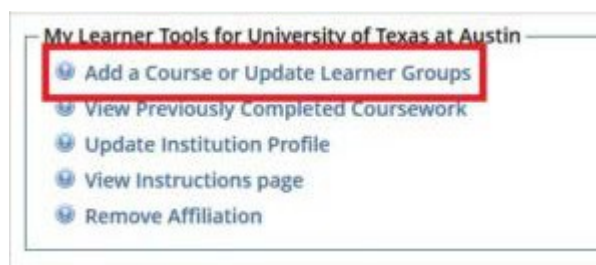 My Learner Tools for University of Texas at Austin
Add a Course or Update Learner Groups
View Previously Completed Coursework
Update Institution Profile
View Instructions page
Remove Affiliation